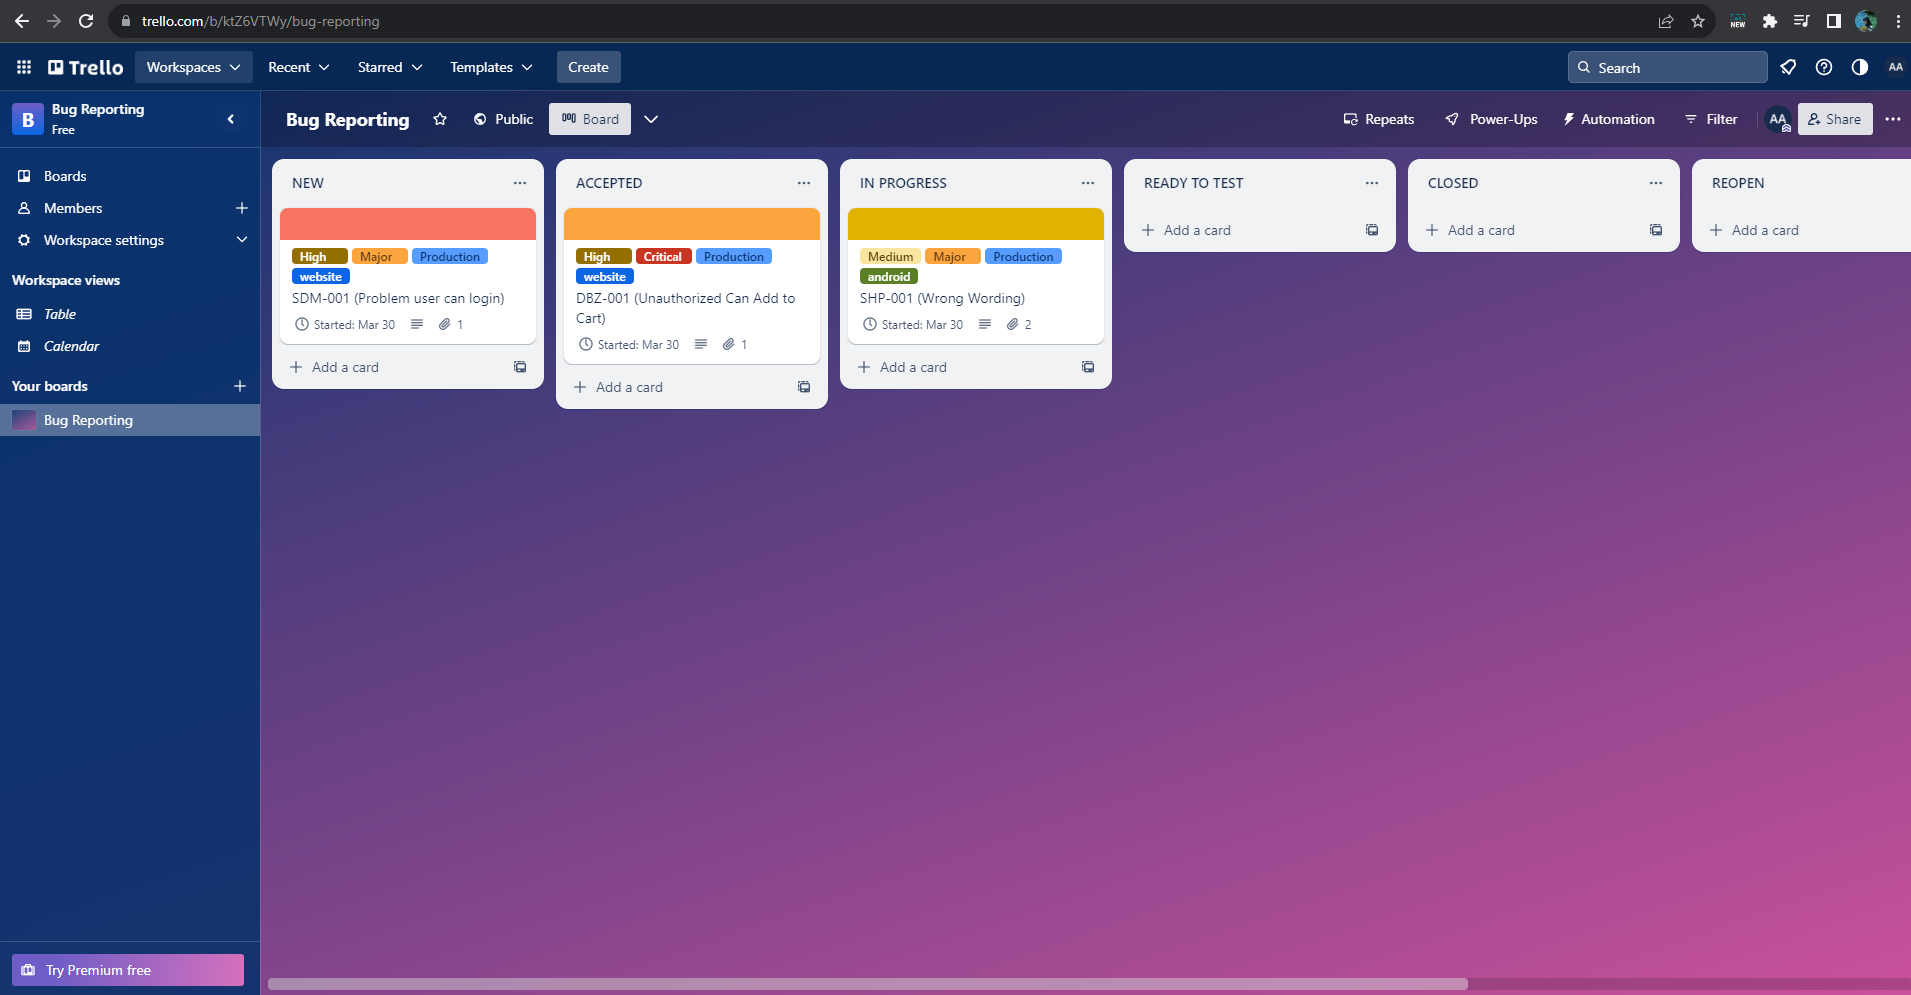 trello.com/b/ktZ6VTWy/bug-reporting
NEW
Trello
Workspaces
Recent
Starred
Templates
Create
Search
AA
B
Bug Reporting
Free
Bug Reporting
Public
Board
Repeats
Power-Ups
Automation
Filter
AA
Share
Boards
Members
Workspace settings
Workspace views
Table
Calendar
Your boards
Bug Reporting
Try Premium free
NEW
High Major Production
website
SDM-001 (Problem user can login)
Started: Mar 30 1
Add a card
ACCEPTED
High Critical Production
website
DBZ-001 (Unauthorized Can Add to
Cart)
Started: Mar 30 1
Add a card
IN PROGRESS
Medium Major Production
android
SHP-001 (Wrong Wording)
Started: Mar 30 2
Add a card
READY TO TEST
Add a card
CLOSED
Add a card
REOPEN
Add a card